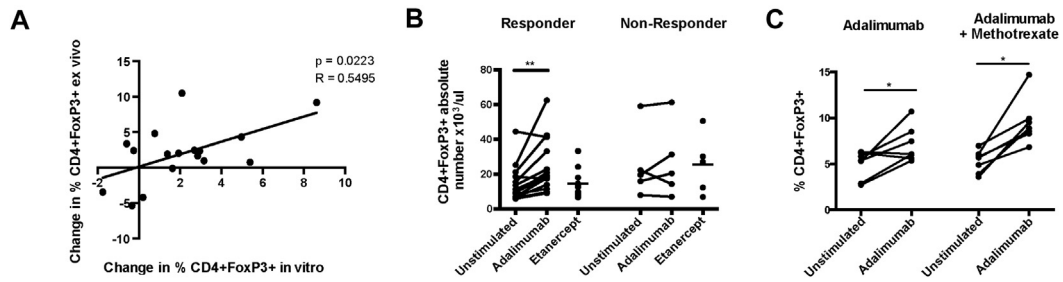 A
Change in % CD4+FoxP3+ ex vivo
15
10
5
-5
-10
-2
2
4
6
8
10
p = 0.0223
R = 0.5495
Change in % CD4+FoxP3+ in vitro
B
Responder
Non-Responder
CD4+FoxP3+ absolute
number x10³/ul
80
60
40
20
0
**
Unstimulated
Adalimumab
Etanercept
Unstimulated
Adalimumab
Etanercept
C
Adalimumab
Adalimumab
+ Methotrexate
% CD4+FoxP3+
15
10
5
0
*
*
Unstimulated
Adalimumab
Unstimulated
Adalimumab